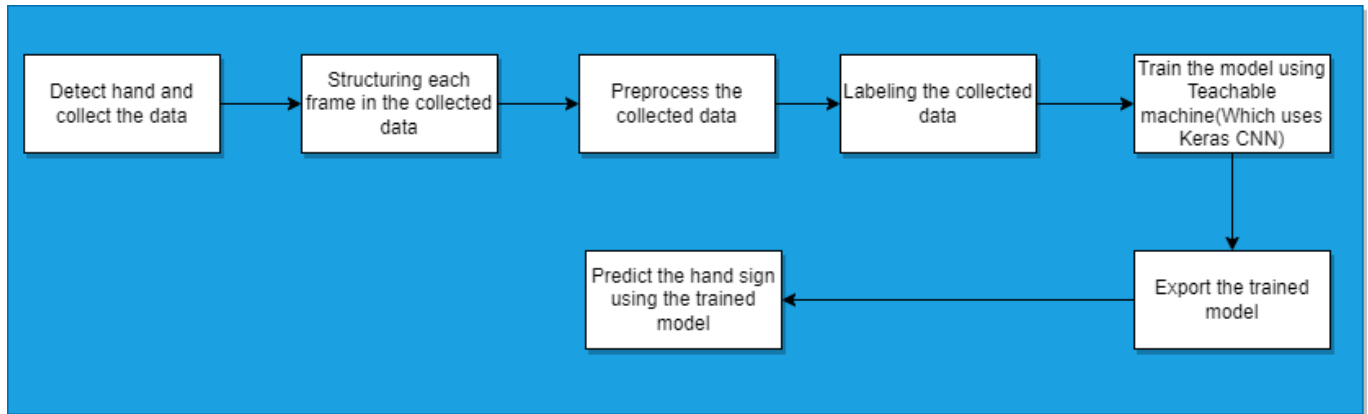 Detect hand and
collect the data
Structuring each
frame in the collected
data
Preprocess the
collected data
Labeling the collected
data
Train the model using
Teachable
machine(Which uses
Keras CNN)
Predict the hand sign
using the trained
model
Export the trained
model